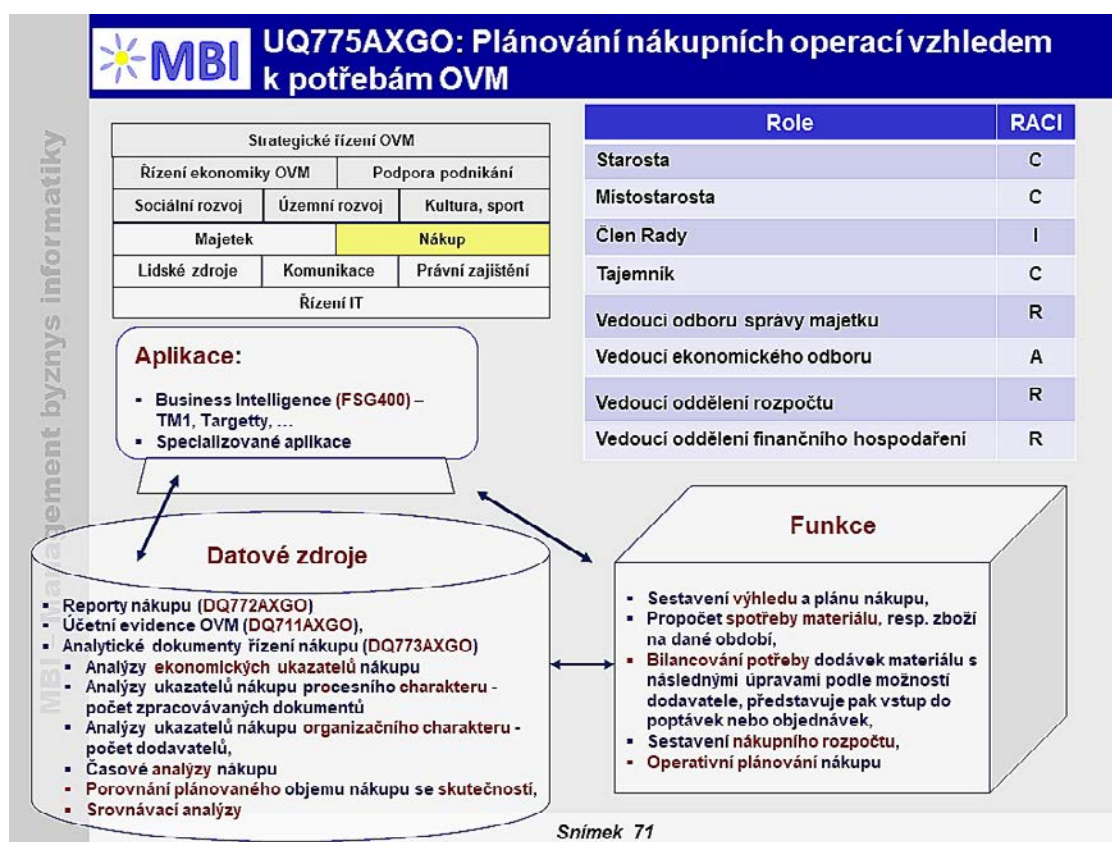 MBI
UQ775AXGO: Plánování nákupních operací vzhledem
k potřebám OVM
MBI – Management byznys informatiky
Strategické řízení OVM
Řízení ekonomiky OVM
Podpora podnikání
Sociální rozvoj
Územní rozvoj
Kultura, sport
Majetek
Nákup
Lidské zdroje
Komunikace
Právní zajištění
Řízení IT
Role RACI
Starosta C
Místostarosta C
Člen Rady I
Tajemník C
Vedoucí odboru správy majetku R
Vedoucí ekonomického odboru A
Vedoucí oddělení rozpočtu R
Vedoucí oddělení finančního hospodaření R
Aplikace:
▪ Business Intelligence (FSG400) –
TM1, Targetty, …
▪ Specializované aplikace
Datové zdroje
▪ Reporty nákupu (DQ772AXGO)
▪ Účetní evidence OVM (DQ711AXGO),
▪ Analytické dokumenty řízení nákupu (DQ773AXGO)
▪ Analýzy ekonomických ukazatelů nákupu
▪ Analýzy ukazatelů nákupu procesního charakteru -
počet zpracovávaných dokumentů
▪ Analýzy ukazatelů nákupu organizačního charakteru -
počet dodavatelů,
▪ Časové analýzy nákupu
▪ Porovnání plánovaného objemu nákupu se skutečností,
▪ Srovnávací analýzy
Funkce
▪ Sestavení výhledu a plánu nákupu,
▪ Propočet spotřeby materiálu, resp. zboží
na dané období,
▪ Bilancování potřeby dodávek materiálu s
následnými úpravami podle možností
dodavatele, představuje pak vstup do
poptávek nebo objednávek,
▪ Sestavení nákupního rozpočtu,
▪ Operativní plánování nákupu
Snímek 71